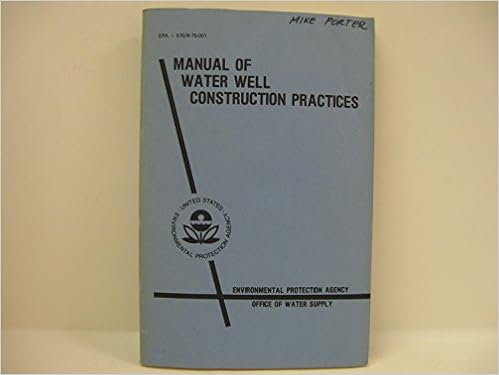 MIKE PORTER
EPA - 570/9-75-001
MANUAL OF
WATER WELL
CONSTRUCTION PRACTICES
UNITED STATES
ENVIRONMENTAL PROTECTION AGENCY
ENVIRONMENTAL PROTECTION AGENCY
OFFICE OF WATER SUPPLY